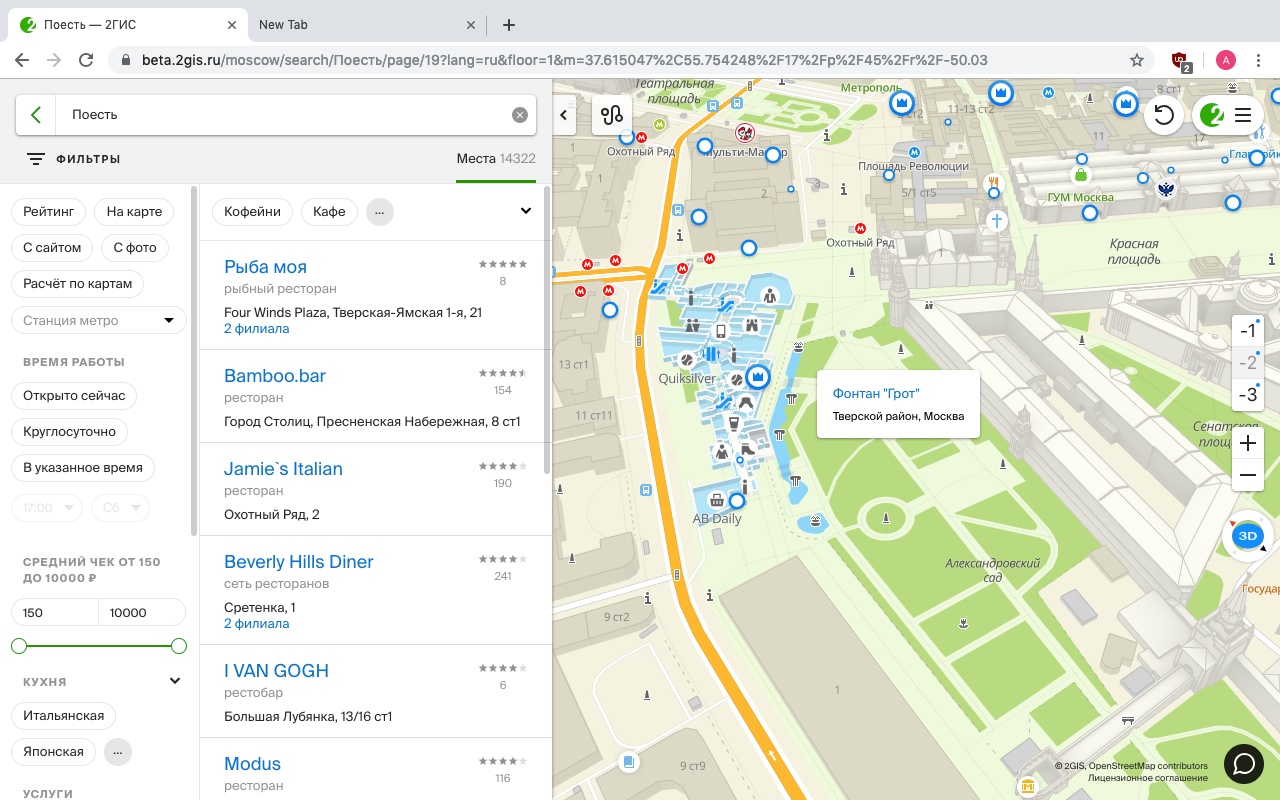 Поесть — 2ГИС
New Tab
beta.2gis.ru/moscow/search/Поесть/page/19?lang=ru&floor=1&m=37.615047%2C55.754248%2F17%2Fp%2F45%2Fr%2F-50.03
2
A
Поесть
ФИЛЬТРЫ
Места 14322
Рейтинг
На карте
С сайтом
С фото
Расчёт по картам
Станция метро
ВРЕМЯ РАБОТЫ
Открыто сейчас
Круглосуточно
В указанное время
17:00
Сб
СРЕДНИЙ ЧЕК ОТ 150
ДО 10000 ₽
150
10000
КУХНЯ
Итальянская
Японская
...
УСЛУГИ
Кофейни
Кафе
...
Рыба моя
8
рыбный ресторан
Four Winds Plaza, Тверская-Ямская 1-я, 21
2 филиала
Bamboo.bar
154
ресторан
Город Столиц, Пресненская Набережная, 8 ст1
Jamie`s Italian
190
ресторан
Охотный Ряд, 2
Beverly Hills Diner
241
сеть ресторанов
Сретенка, 1
2 филиала
I VAN GOGH
6
рестобар
Большая Лубянка, 13/16 ст1
Modus
116
ресторан
Театральная
площадь
Метрополь
8 ст1
11-13 ст2
Охотный Ряд
Площадь Революции
17
11
1
2
5/1 ст5
ГУМ Москва
Охотный Ряд
Красная
площадь
1
13 ст1
Quiksilver
11 ст11
AB Daily
Фонтан "Грот"
Тверской район, Москва
-1
-2
-3
3D
Александровский
сад
9 ст2
1
9 ст9
© 2GIS, OpenStreetMap contributors
Лицензионное соглашение